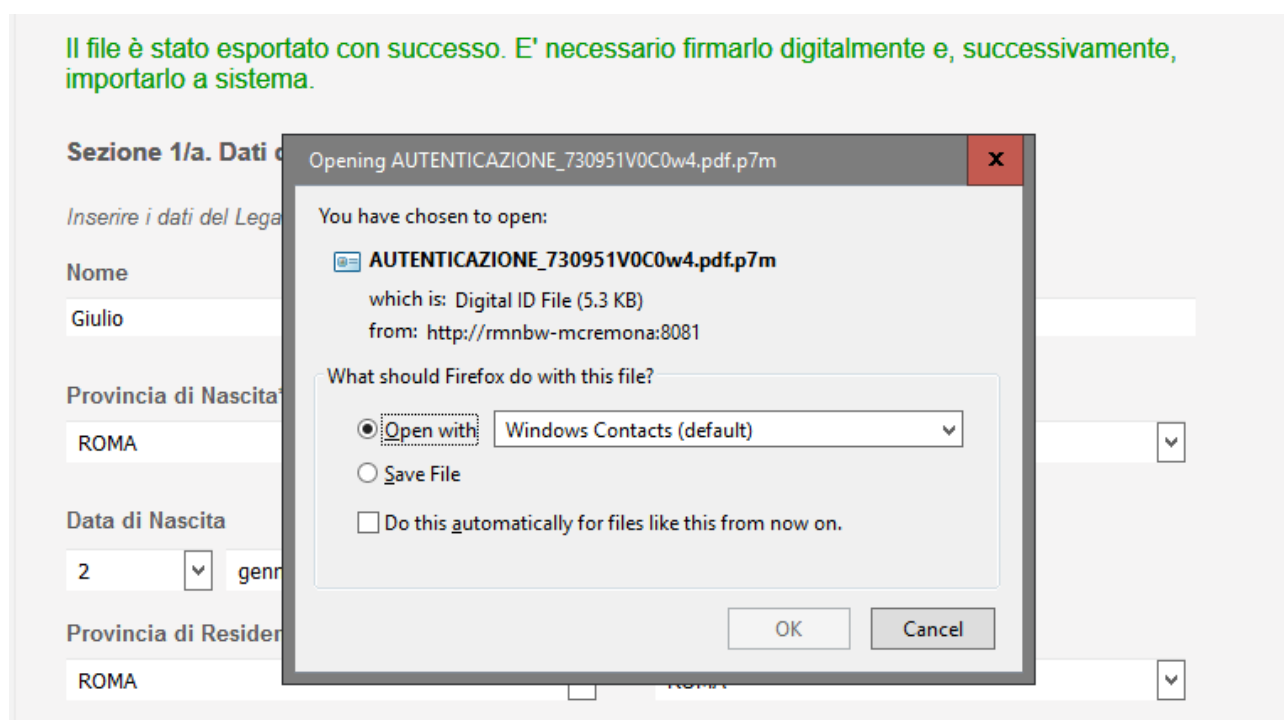 Il file è stato esportato con successo. E' necessario firmarlo digitalmente e, successivamente,
importarlo a sistema.
Sezione 1/a. Dati
Opening AUTENTICAZIONE_730951V0C0w4.pdf.p7m
x
Inserire i dati del
You have chosen to open:
AUTENTICAZIONE_730951V0C0w4.pdf.p7m
which is: Digital ID File (5.3 KB)
from: http://rmnbw-mcremona:8081
Nome
Giulio
What should Firefox do with this file?
Provincia di Nascita*
Open with Windows Contacts (default)
ROMA
Save File
Data di Nascita
Do this automatically for files like this from now on.
2
OK Cancel
Provincia di
ROMA ROMA